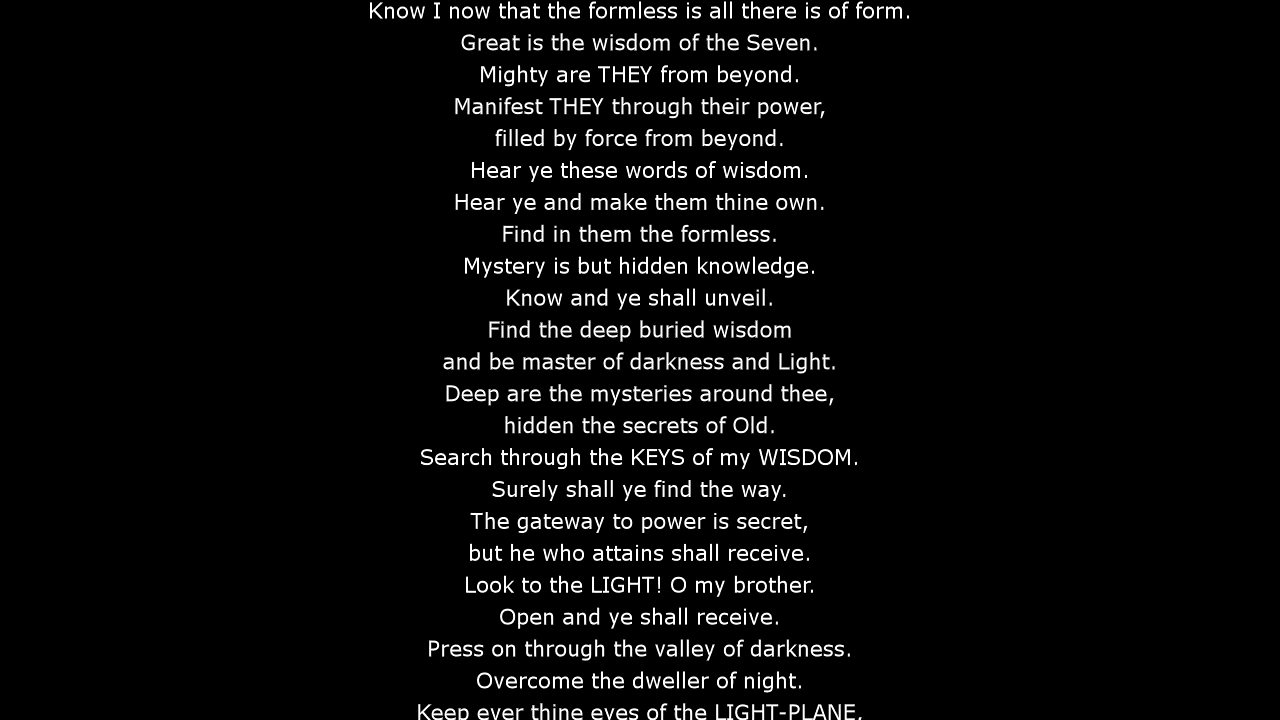 Know I now that the formless is all there is of form.
Great is the wisdom of the Seven.
Mighty are THEY from beyond.
Manifest THEY through their power,
filled by force from beyond.
Hear ye these words of wisdom.
Hear ye and make them thine own.
Find in them the formless.
Mystery is but hidden knowledge.
Know and ye shall unveil.
Find the deep buried wisdom
and be master of darkness and Light.
Deep are the mysteries around thee,
hidden the secrets of Old.
Search through the KEYS of my WISDOM.
Surely shall ye find the way.
The gateway to power is secret,
but he who attains shall receive.
Look to the LIGHT! O my brother.
Open and ye shall receive.
Press on through the valley of darkness.
Overcome the dweller of night.
Keep ever thine eyes of the LIGHT-PLANE,